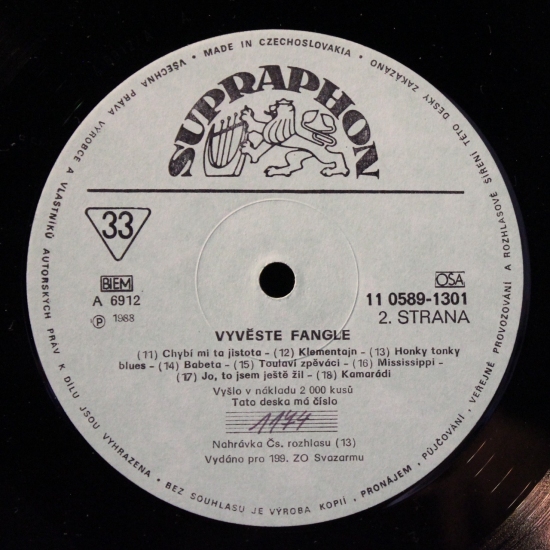 • MADE IN CZECHOSLOVAKIA • VŠECHNA PRÁVA VÝROBCE A VLASTNÍKŮ AUTORSKÝCH PRÁV K DÍLU JSOU VYHRAZENA • BEZ SOUHLASU JE VÝROBA KOPIÍ, PRONÁJEM, PŮJČOVÁNÍ, VEŘEJNÉ PROVOZOVÁNÍ A ROZHLASOVÉ ŠÍŘENÍ TÉTO DESKY ZAKÁZÁNO
SUPRAPHON
33
BIEM
OSA
A 6912
11 0589-1301
Ⓟ 1988
2. STRANA
VYVĚSTE FANGLE
(11) Chybí mi ta jistota - (12) Klementajn - (13) Honky tonky
blues - (14) Babeta - (15) Toulaví zpěváci - (16) Mississippi -
(17) Jo, to jsem ještě žil - (18) Kamarádi
Vyšlo v nákladu 2 000 kusů
Tato deska má číslo
1174
Nahrávka Čs. rozhlasu (13)
Vydáno pro 199. ZO Svazarmu